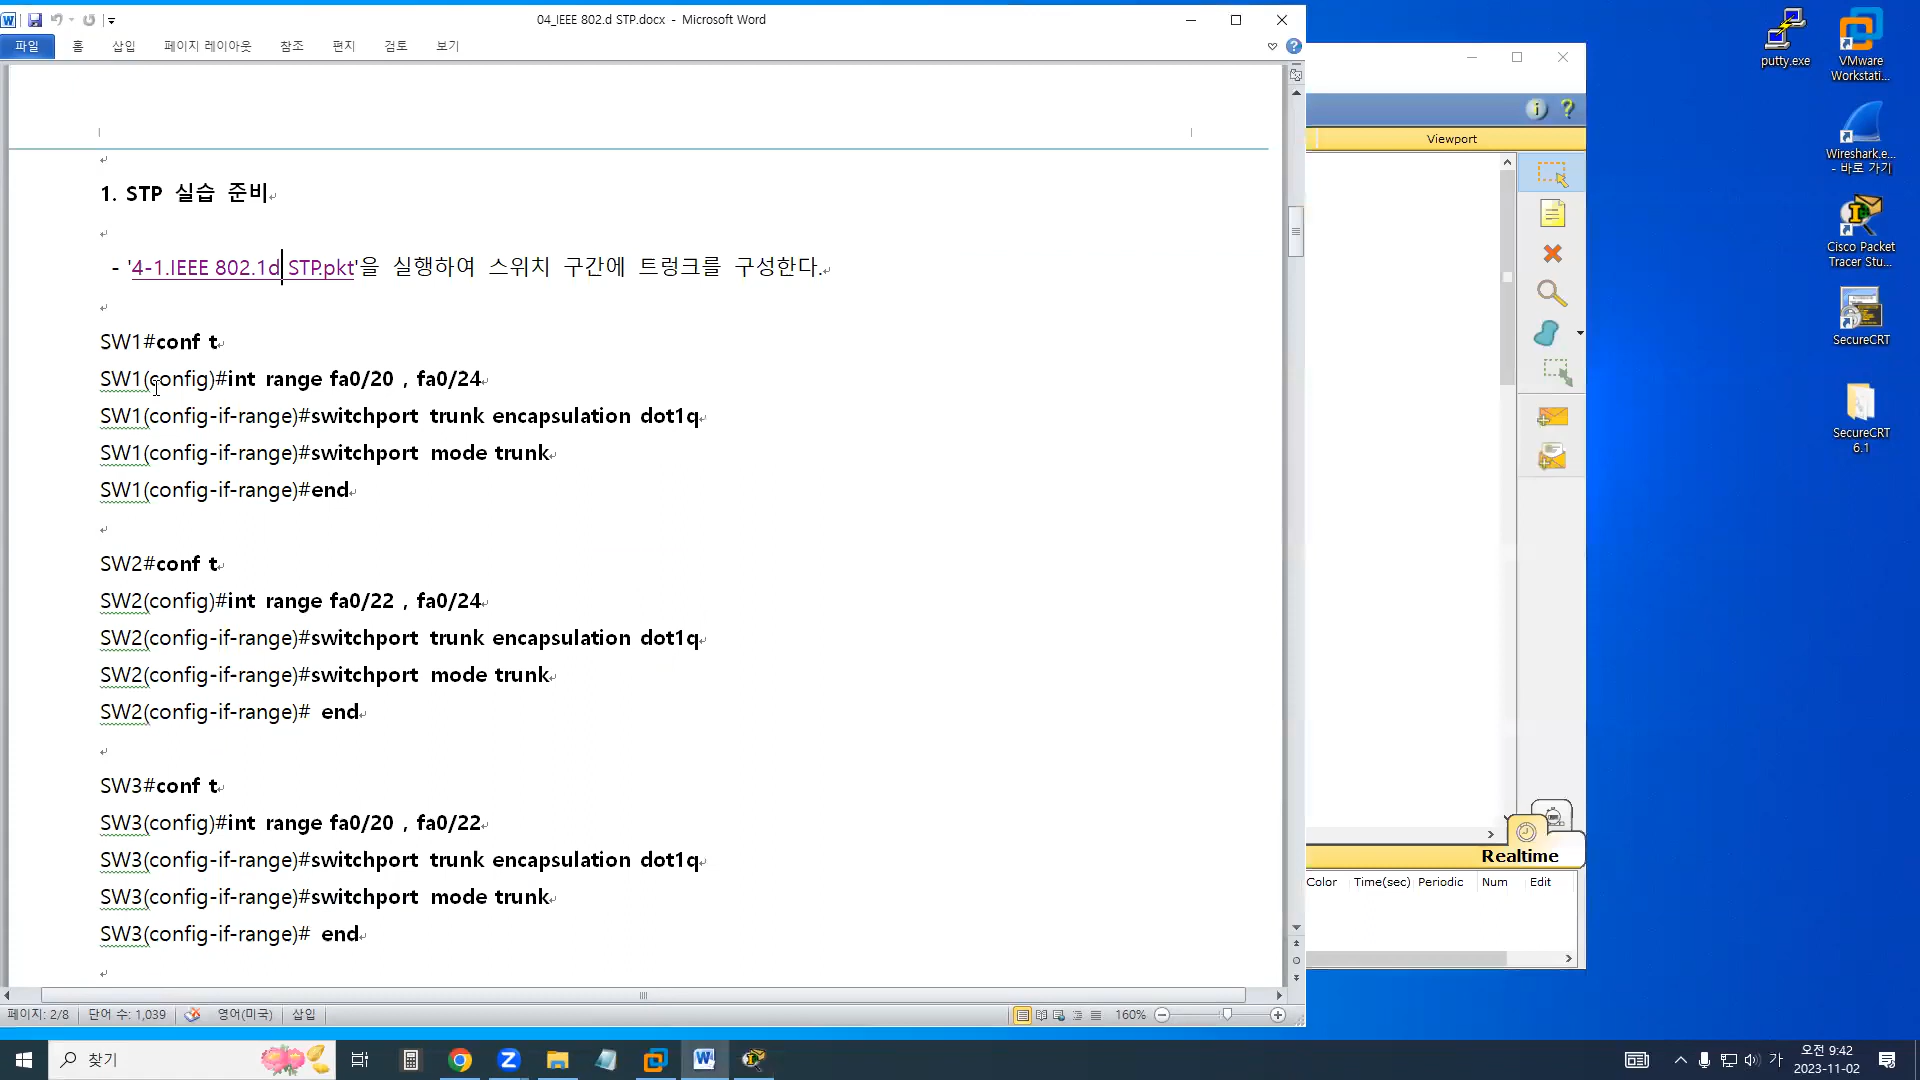 04_IEEE 802.d STP.docx - Microsoft Word
파일 홈 삽입 페이지 레이아웃 참조 편지 검토 보기
1. STP 실습 준비
- '4-1.IEEE 802.1d STP.pkt'을 실행하여 스위치 구간에 트렁크를 구성한다.
SW1#conf t
SW1(config)#int range fa0/20 , fa0/24
SW1(config-if-range)#switchport trunk encapsulation dot1q
SW1(config-if-range)#switchport mode trunk
SW1(config-if-range)#end
SW2#conf t
SW2(config)#int range fa0/22 , fa0/24
SW2(config-if-range)#switchport trunk encapsulation dot1q
SW2(config-if-range)#switchport mode trunk
SW2(config-if-range)# end
SW3#conf t
SW3(config)#int range fa0/20 , fa0/22
SW3(config-if-range)#switchport trunk encapsulation dot1q
SW3(config-if-range)#switchport mode trunk
SW3(config-if-range)# end
페이지: 2/8 단어 수: 1,039 영어(미국) 삽입 160%
Viewport
Realtime
Color Time(sec) Periodic Num Edit
putty.exe
VMware
Workstati...
Wireshark.e...
- 바로 가기
Cisco Packet
Tracer Stu...
SecureCRT
SecureCRT
6.1
찾기
가
오전 9:42
2023-11-02